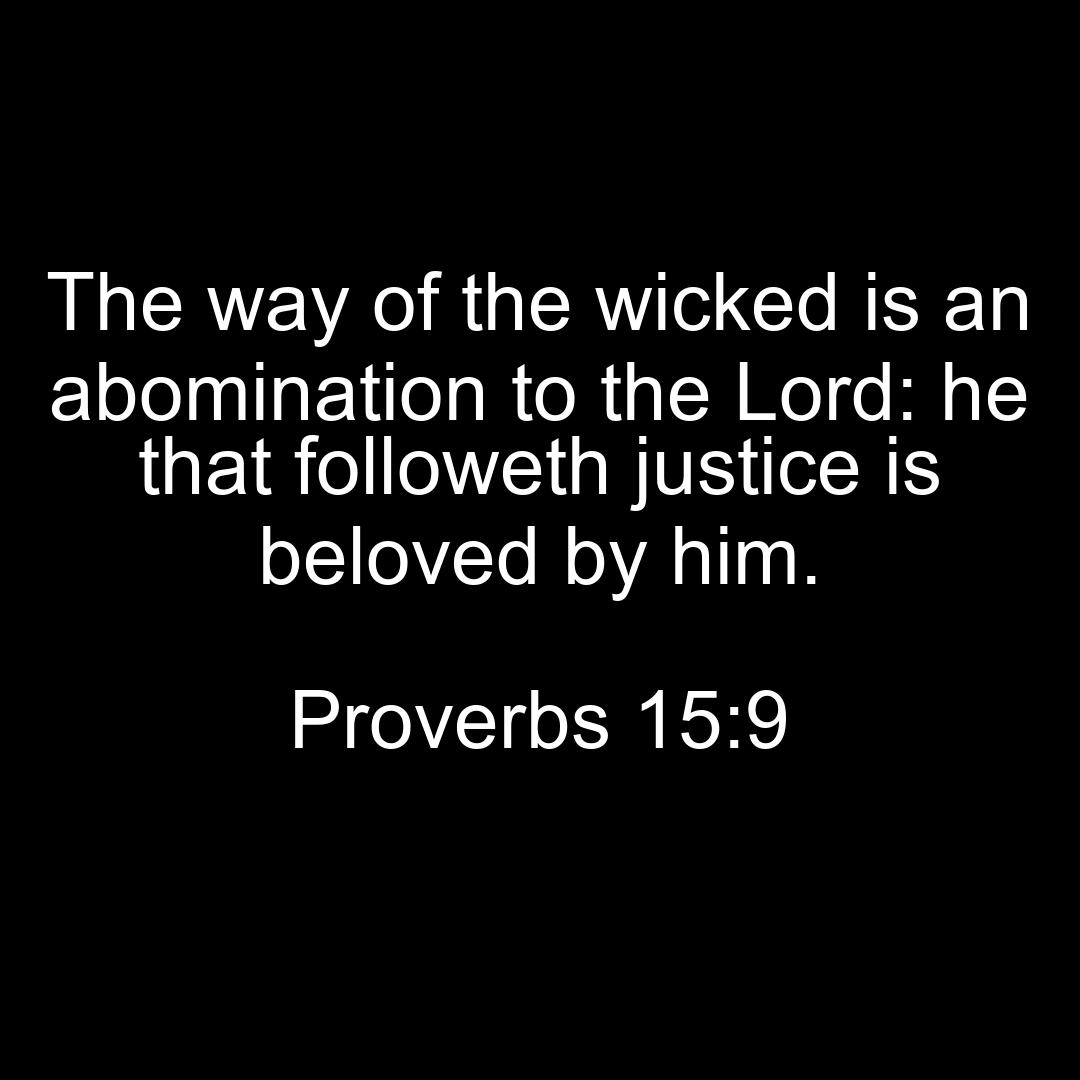 The way of the wicked is an
abomination to the Lord: he
that followeth justice is
beloved by him.
Proverbs 15:9